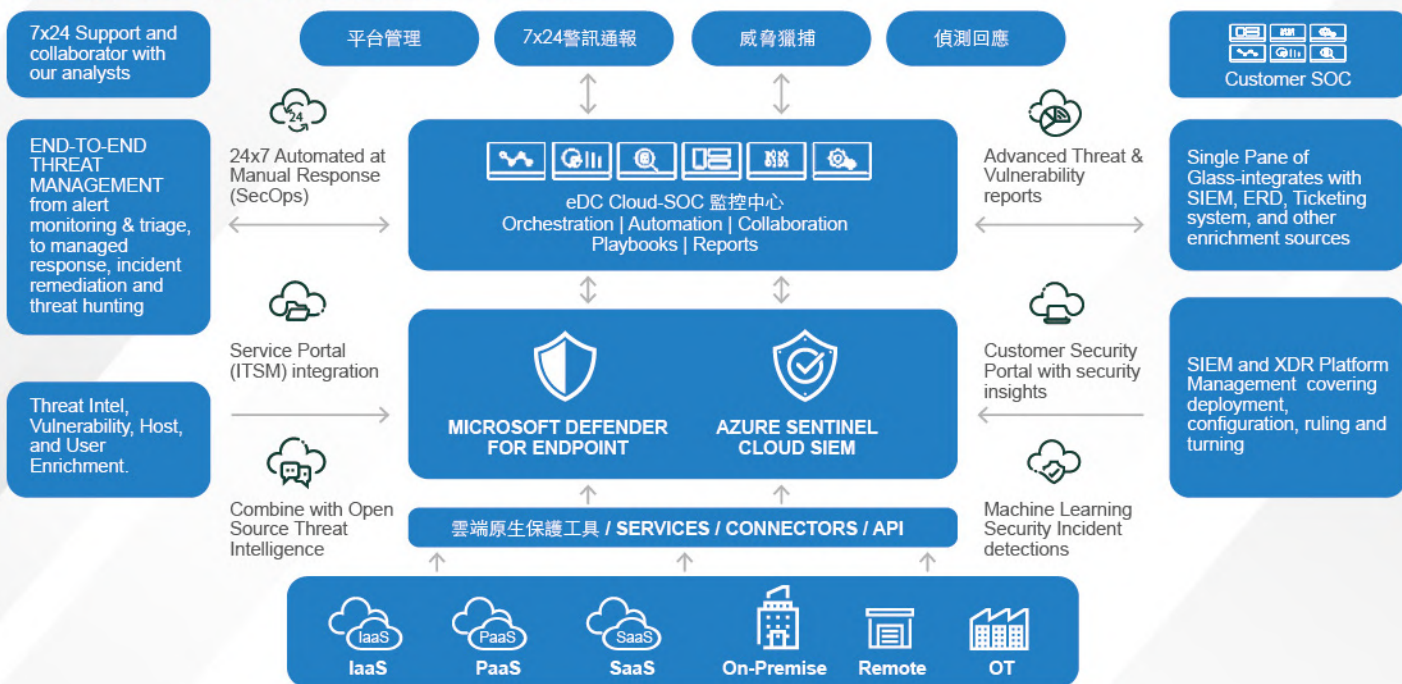 7x24 Support and
collaborator with
our analysts
平台管理
7x24警訊通報
威脅獵捕
偵測回應
Customer SOC
END-TO-END
THREAT
MANAGEMENT
from alert
monitoring & triage,
to managed
response, incident
remediation and
threat hunting
24
24x7 Automated at
Manual Response
(SecOps)
eDC Cloud-SOC 監控中心
Orchestration | Automation | Collaboration
Playbooks | Reports
Advanced Threat &
Vulnerability
reports
Single Pane of
Glass-integrates with
SIEM, ERD, Ticketing
system, and other
enrichment sources
Service Portal
(ITSM) integration
MICROSOFT DEFENDER
FOR ENDPOINT
AZURE SENTINEL
CLOUD SIEM
Customer Security
Portal with security
insights
SIEM and XDR Platform
Management covering
deployment,
configuration, ruling and
turning
Threat Intel,
Vulnerability, Host,
and User
Enrichment.
Combine with Open
Source Threat
Intelligence
雲端原生保護工具 / SERVICES / CONNECTORS / API
Machine Learning
Security Incident
detections
IaaS
PaaS
SaaS
IaaS
PaaS
SaaS
On-Premise
Remote
OT